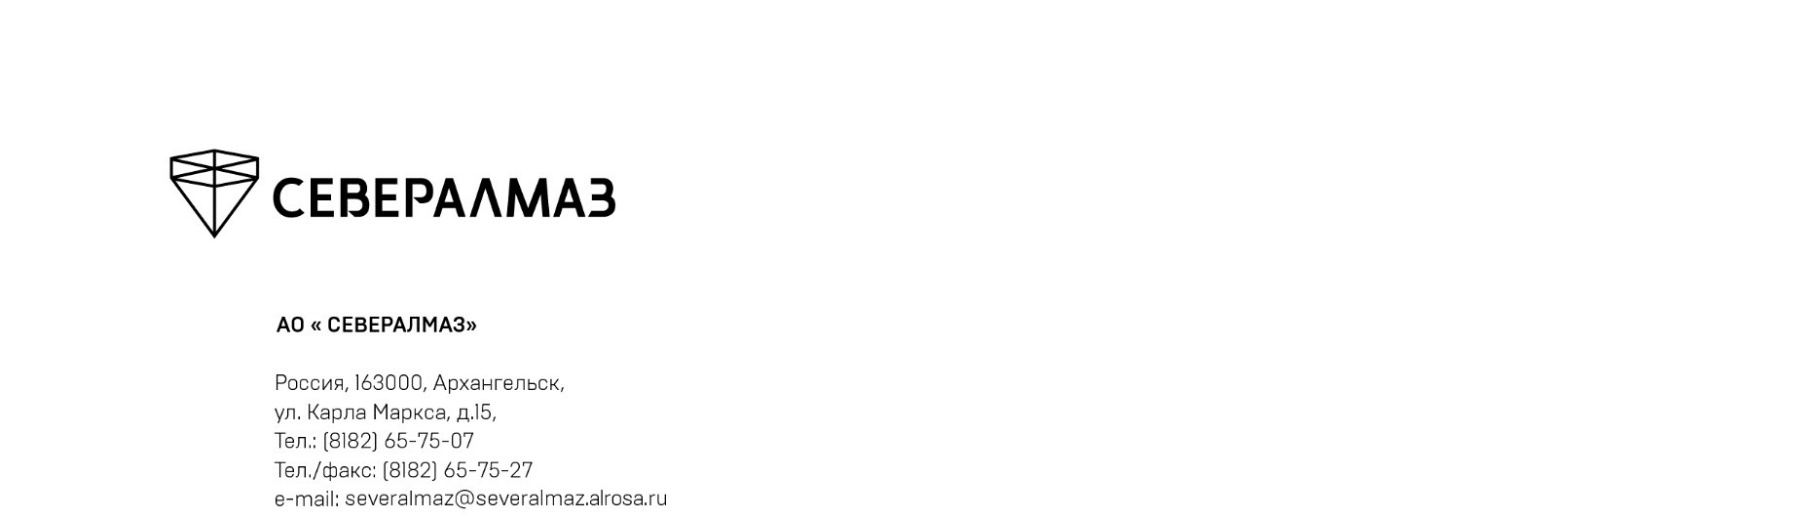 СЕВЕРАЛМАЗ
АО « СЕВЕРАЛМАЗ»
Россия, 163000, Архангельск,
ул. Карла Маркса, д.15,
Тел.: (8182) 65-75-07
Тел./факс: (8182) 65-75-27
e-mail: severalmaz@severalmaz.alrosa.ru